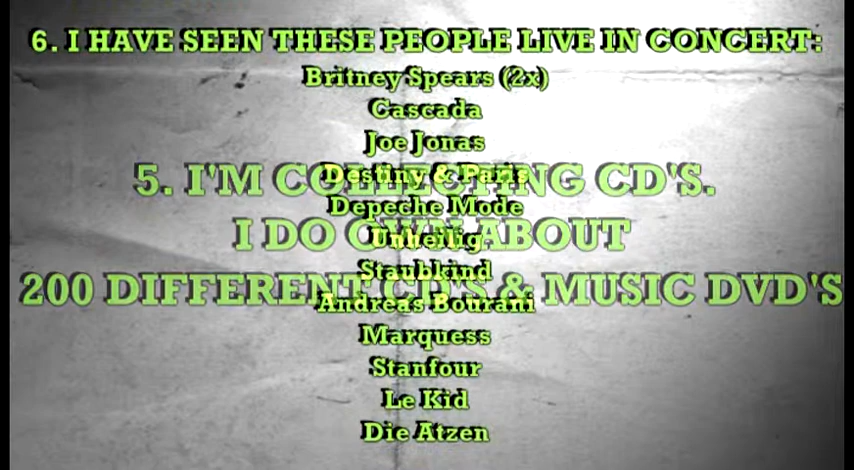 6. I HAVE SEEN THESE PEOPLE LIVE IN CONCERT:
Britney Spears (2x)
Cascada
Joe Jonas
Destiny & Paris
Depeche Mode
Unheilig
Staubkind
Andreas Bourani
Marquess
Stanfour
Le Kid
Die Atzen
5. I'M COLLECTING CD'S.
I DO OWN ABOUT
200 DIFFERENT CD'S & MUSIC DVD'S